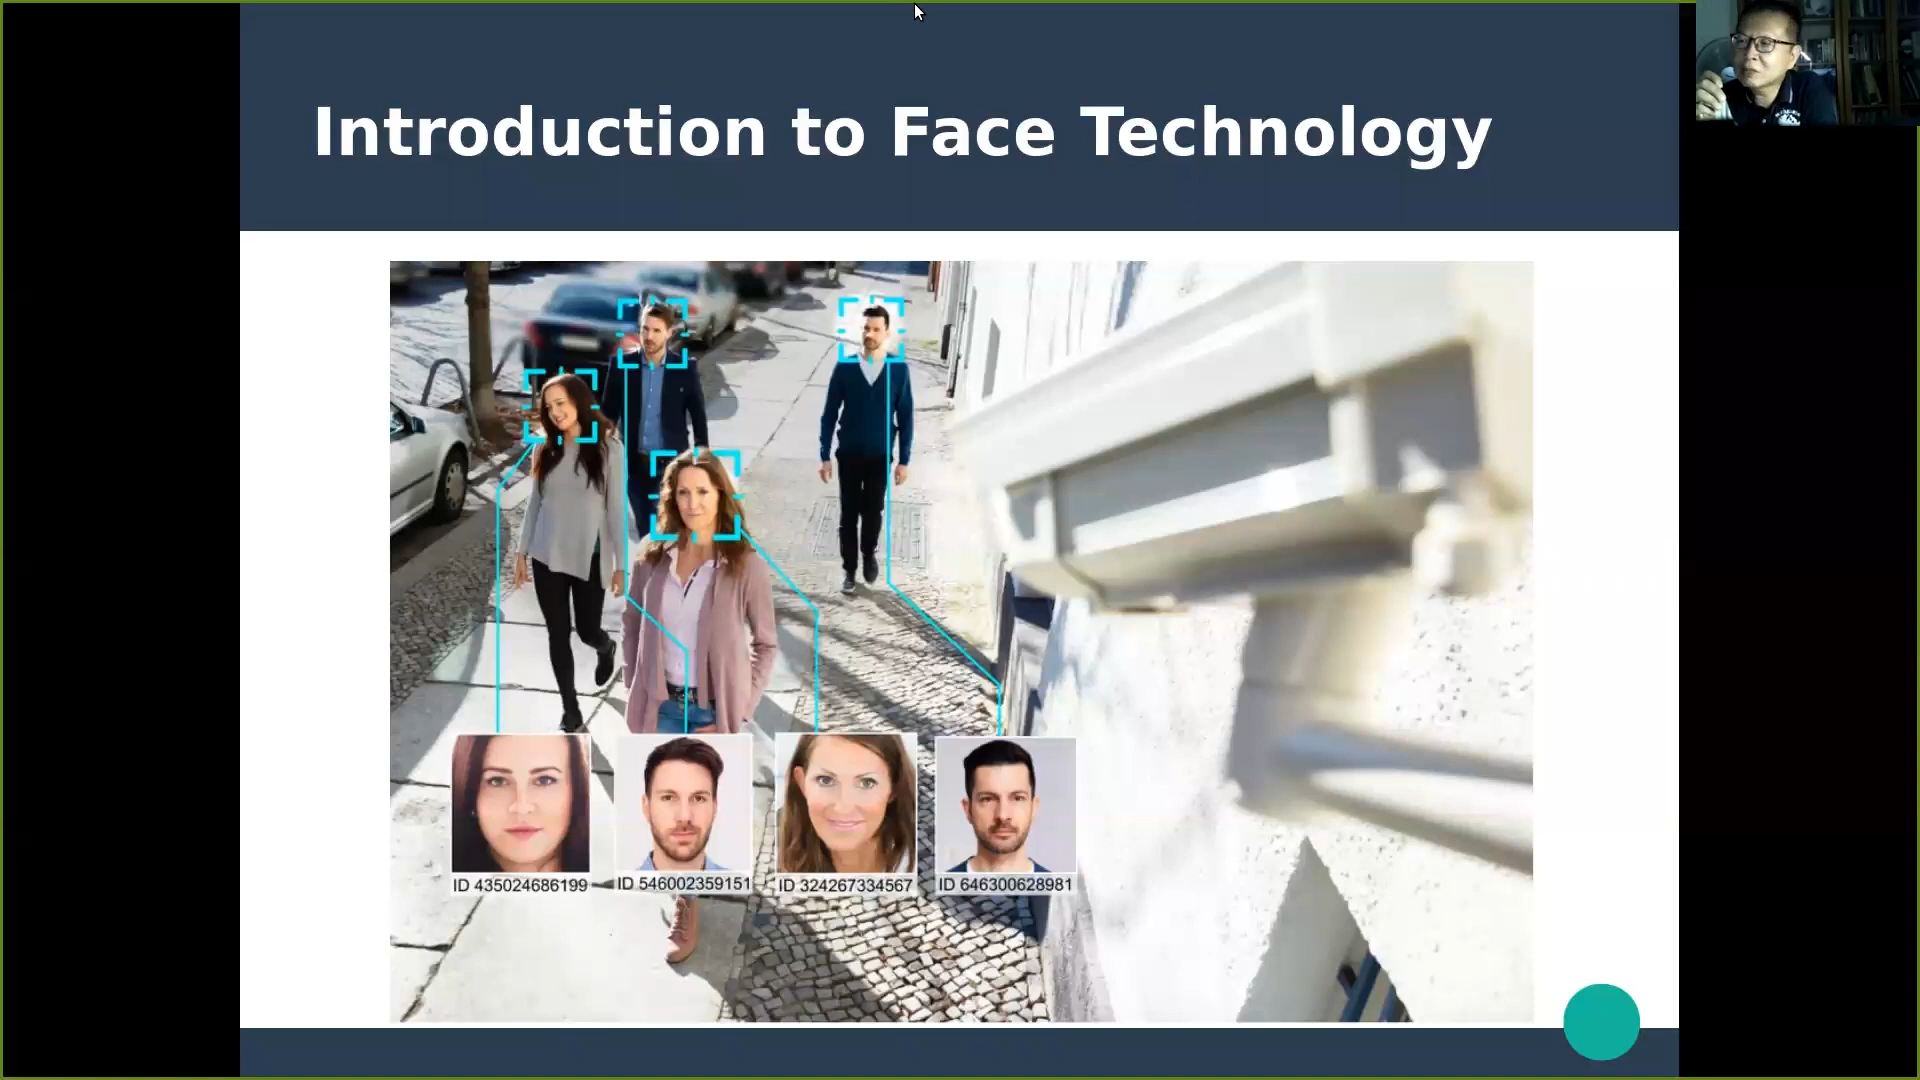 Introduction to Face Technology
ID 435024686199
ID 546002359151
ID 324267334567
ID 646300628981